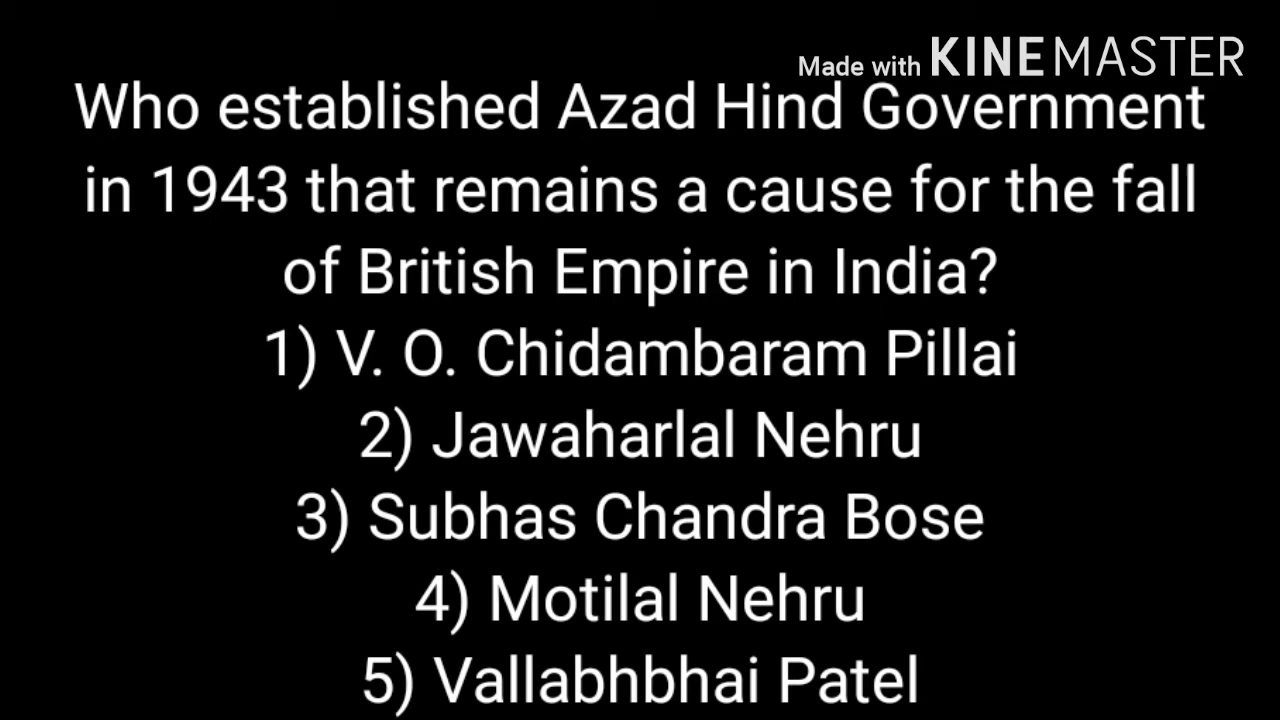 Made with KINEMASTER
Who established Azad Hind Government
in 1943 that remains a cause for the fall
of British Empire in India?
1) V. O. Chidambaram Pillai
2) Jawaharlal Nehru
3) Subhas Chandra Bose
4) Motilal Nehru
5) Vallabhbhai Patel